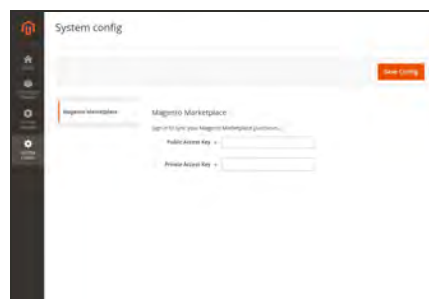 System config
Save Config
Magento Marketplace
Magento Marketplace
Sign in to sync your Magento Marketplace purchases.
Public Access Key
Private Access Key